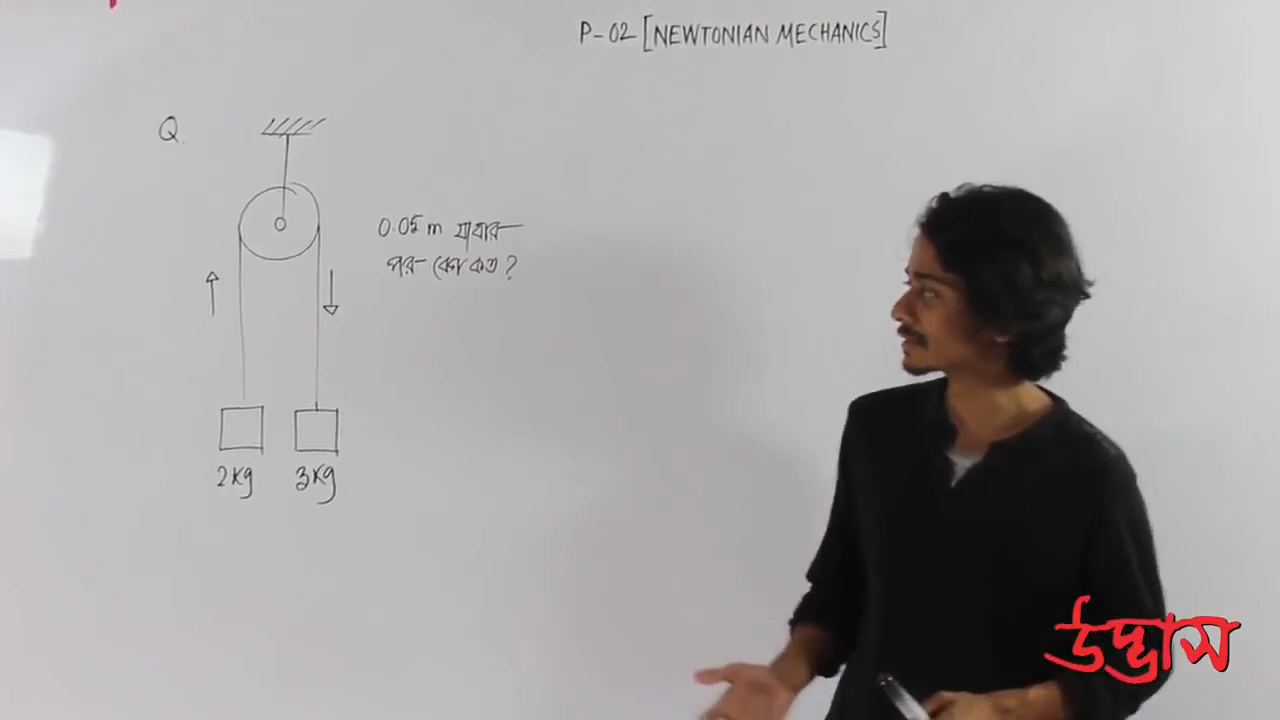 P-02 [NEWTONIAN MECHANICS]
Q.
0.05 m যাবার
পর কত?
2kg
3kg
উদ্ভাস